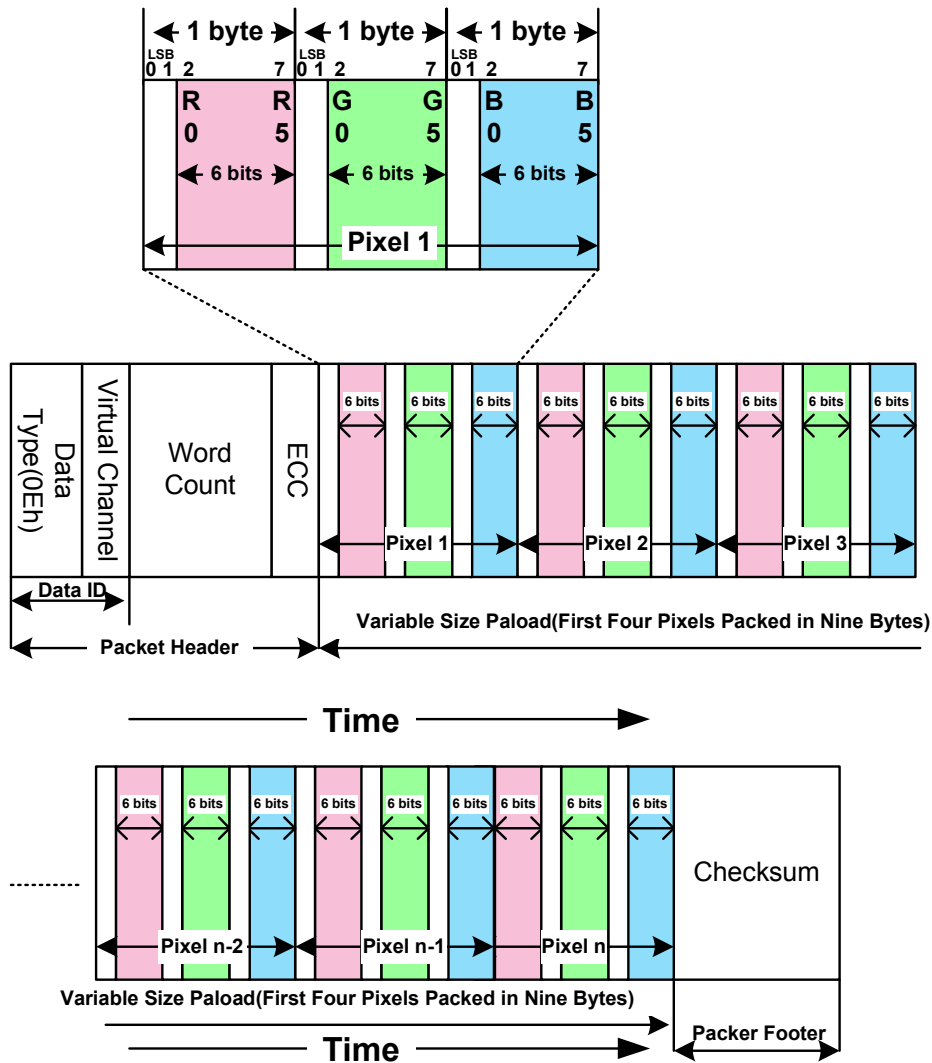 1 byte 1 byte 1 byte
LSB LSB LSB
0 1 2 7 0 1 2 7 0 1 2 7
R R G G B B
0 5 0 5 0 5
6 bits 6 bits 6 bits
Pixel 1
Data Type(0Eh)
Virtual Channel
Word Count
ECC
6 bits 6 bits 6 bits 6 bits 6 bits 6 bits 6 bits 6 bits 6 bits
Pixel 1 Pixel 2 Pixel 3
Data ID
Variable Size Paload(First Four Pixels Packed in Nine Bytes)
Packet Header
Time
6 bits 6 bits 6 bits 6 bits 6 bits 6 bits 6 bits 6 bits 6 bits
Checksum
Pixel n-2 Pixel n-1 Pixel n
Variable Size Paload(First Four Pixels Packed in Nine Bytes)
Packer Footer
Time